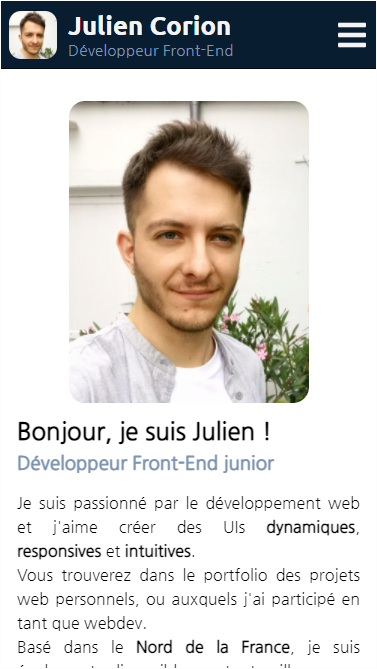 Julien Corion
Développeur Front-End
Bonjour, je suis Julien !
Développeur Front-End junior
Je suis passionné par le développement web
et j'aime créer des UIs dynamiques,
responsives et intuitives.
Vous trouverez dans le portfolio des projets
web personnels, ou auxquels j'ai participé en
tant que webdev.
Basé dans le Nord de la France, je suis